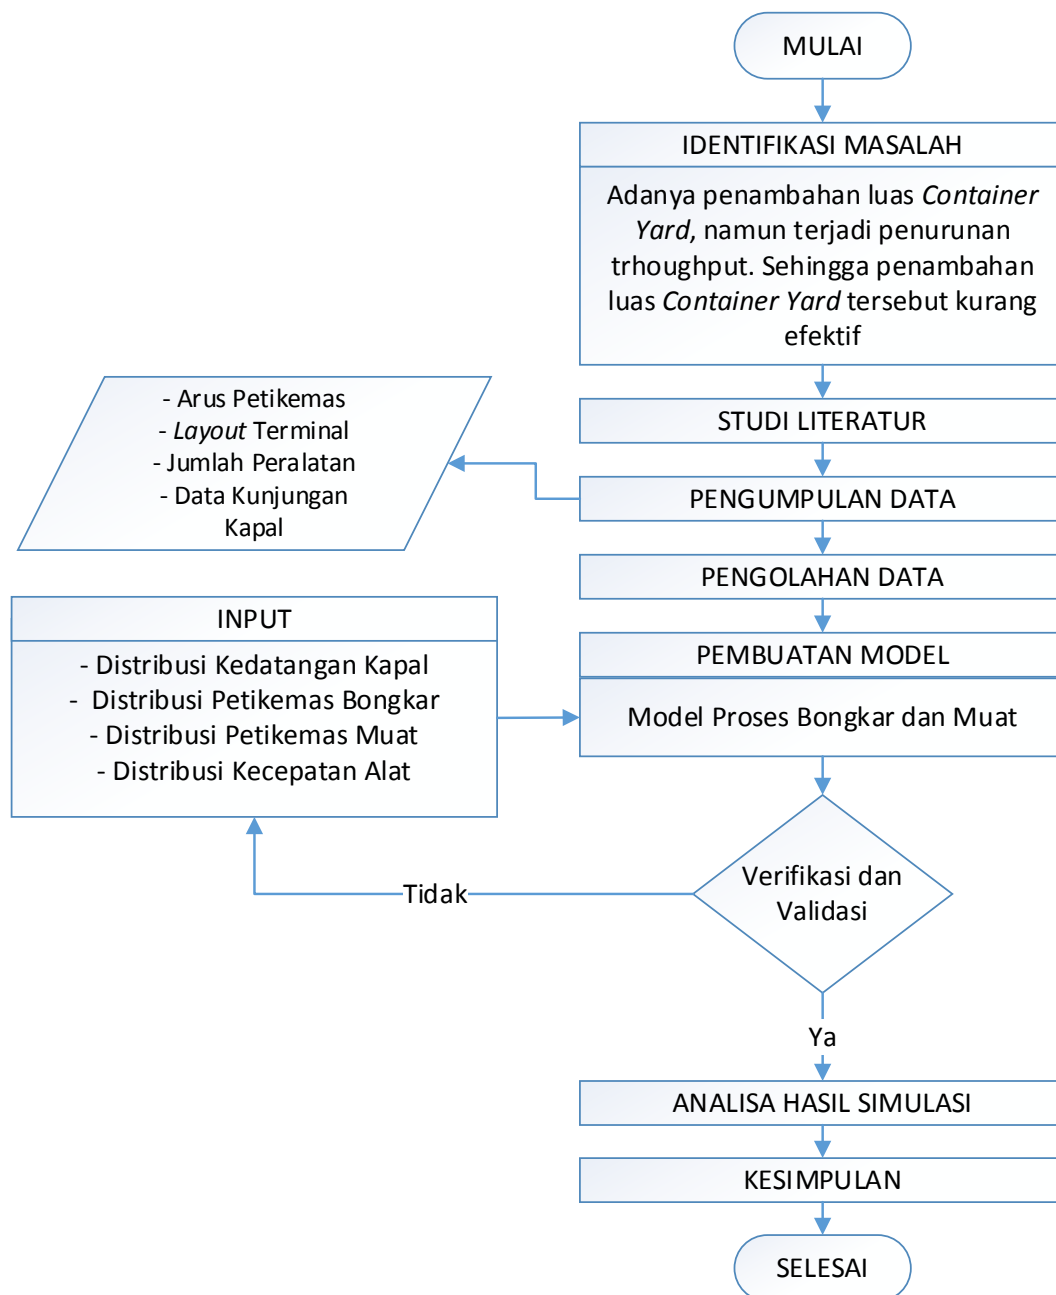 MULAI
IDENTIFIKASI MASALAH
Adanya penambahan luas Container
Yard, namun terjadi penurunan
trhoughput. Sehingga penambahan
luas Container Yard tersebut kurang
efektif
STUDI LITERATUR
PENGUMPULAN DATA
- Arus Petikemas
- Layout Terminal
- Jumlah Peralatan
- Data Kunjungan
Kapal
PENGOLAHAN DATA
PEMBUATAN MODEL
Model Proses Bongkar dan Muat
INPUT
- Distribusi Kedatangan Kapal
- Distribusi Petikemas Bongkar
- Distribusi Petikemas Muat
- Distribusi Kecepatan Alat
Verifikasi dan
Validasi
Tidak
Ya
ANALISA HASIL SIMULASI
KESIMPULAN
SELESAI